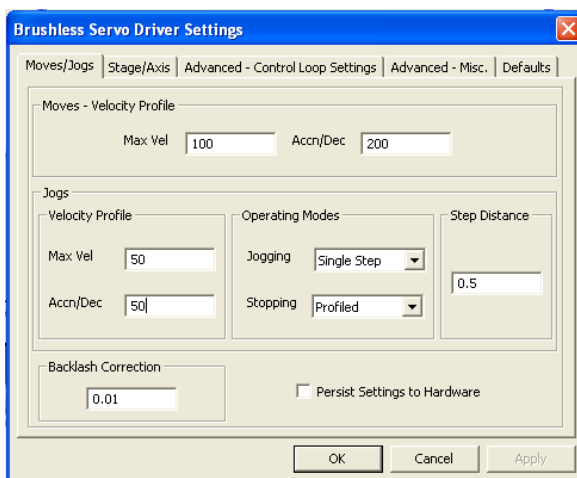 Brushless Servo Driver Settings
Moves/Jogs Stage/Axis Advanced - Control Loop Settings Advanced - Misc. Defaults
Moves - Velocity Profile
Max Vel 100 Accn/Dec 200
Jogs
Velocity Profile Operating Modes Step Distance
Max Vel 50 Jogging Single Step
0.5
Accn/Dec 50 Stopping Profiled
Backlash Correction
0.01 Persist Settings to Hardware
OK Cancel Apply